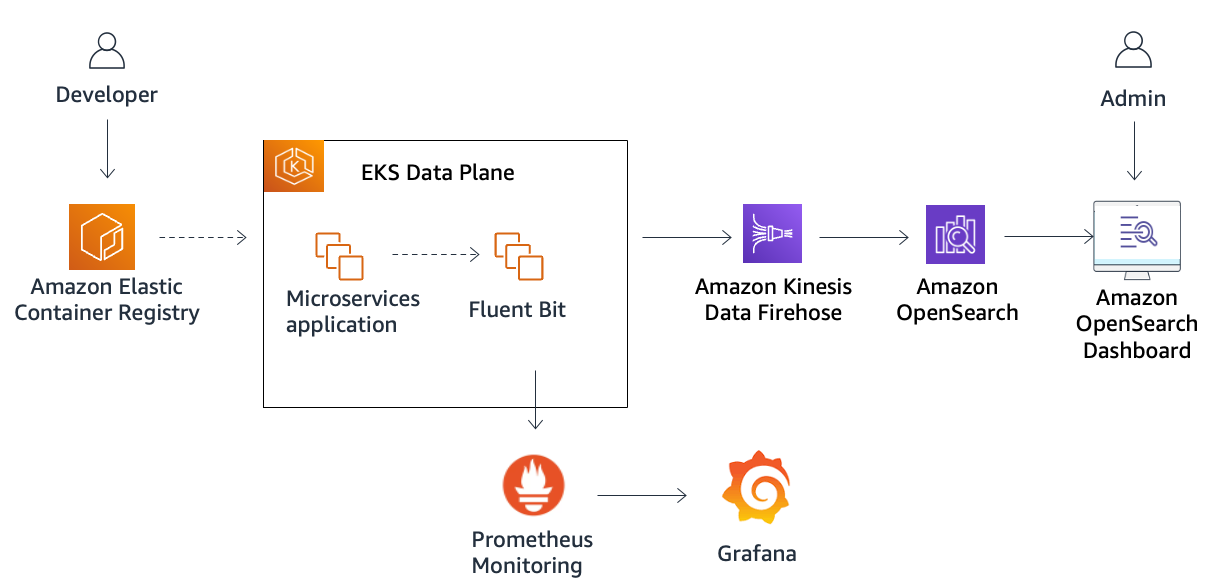 Developer
Admin
EKS Data Plane
K
Amazon Elastic
Container Registry
Microservices
application
Fluent Bit
Amazon Kinesis
Data Firehose
Amazon
OpenSearch
Amazon
OpenSearch
Dashboard
Prometheus
Monitoring
Grafana